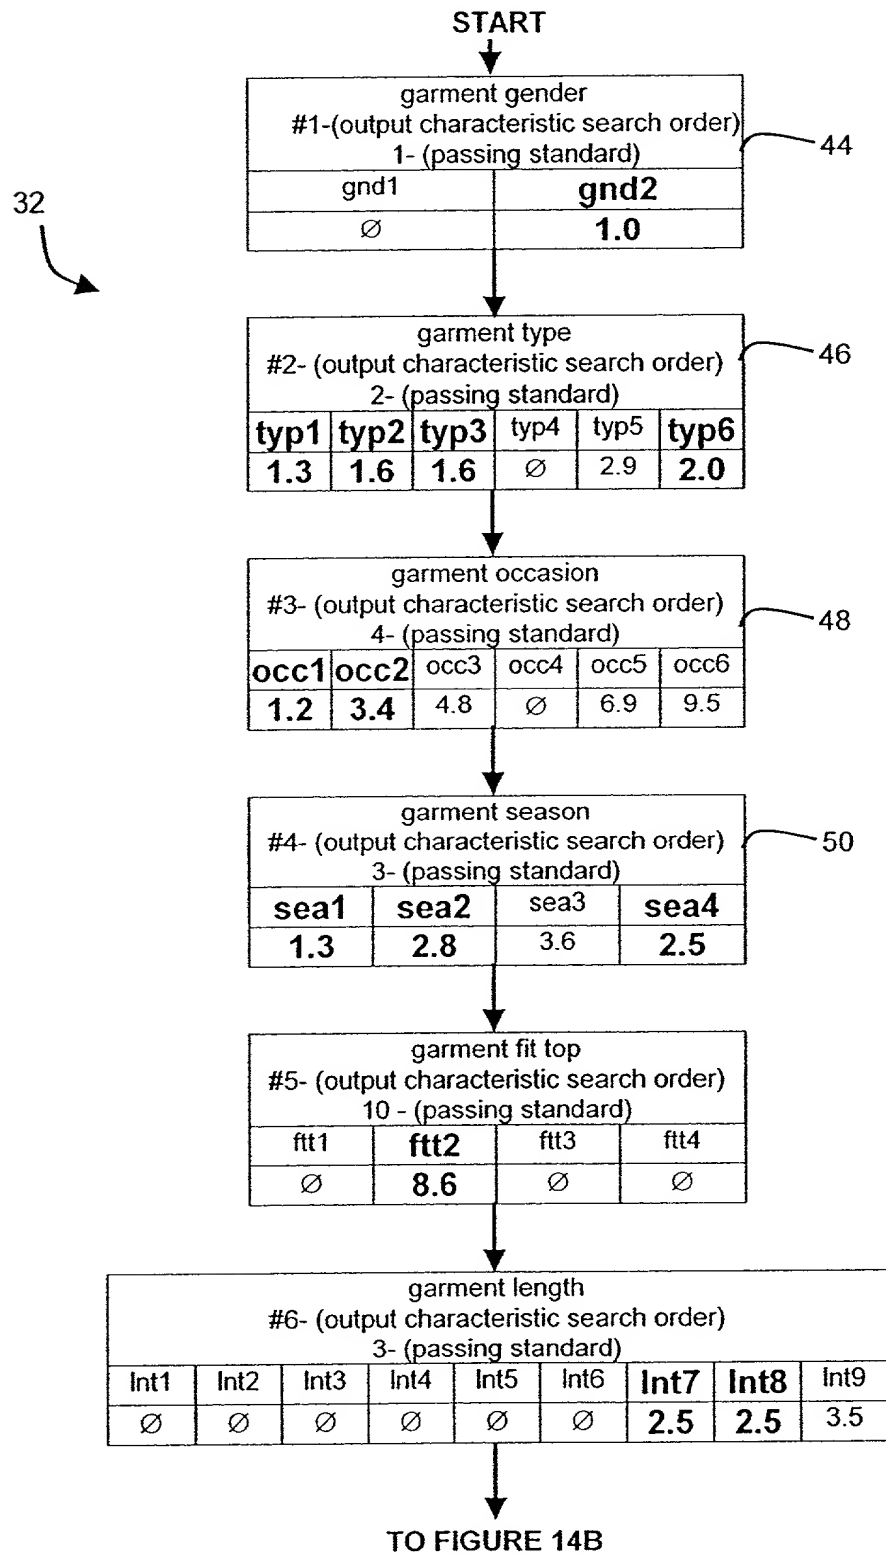 START
garment gender
#1-(output characteristic search order)
1- (passing standard)
gnd1 gnd2
∅ 1.0
44
32
garment type
#2- (output characteristic search order)
2- (passing standard)
typ1 typ2 typ3 typ4 typ5 typ6
1.3 1.6 1.6 ∅ 2.9 2.0
46
garment occasion
#3- (output characteristic search order)
4- (passing standard)
occ1 occ2 occ3 occ4 occ5 occ6
1.2 3.4 4.8 ∅ 6.9 9.5
48
garment season
#4- (output characteristic search order)
3- (passing standard)
sea1 sea2 sea3 sea4
1.3 2.8 3.6 2.5
50
garment fit top
#5- (output characteristic search order)
10 - (passing standard)
ftt1 ftt2 ftt3 ftt4
∅ 8.6 ∅ ∅
garment length
#6- (output characteristic search order)
3- (passing standard)
lnt1 lnt2 lnt3 lnt4 lnt5 lnt6 lnt7 lnt8 lnt9
∅ ∅ ∅ ∅ ∅ ∅ 2.5 2.5 3.5
TO FIGURE 14B